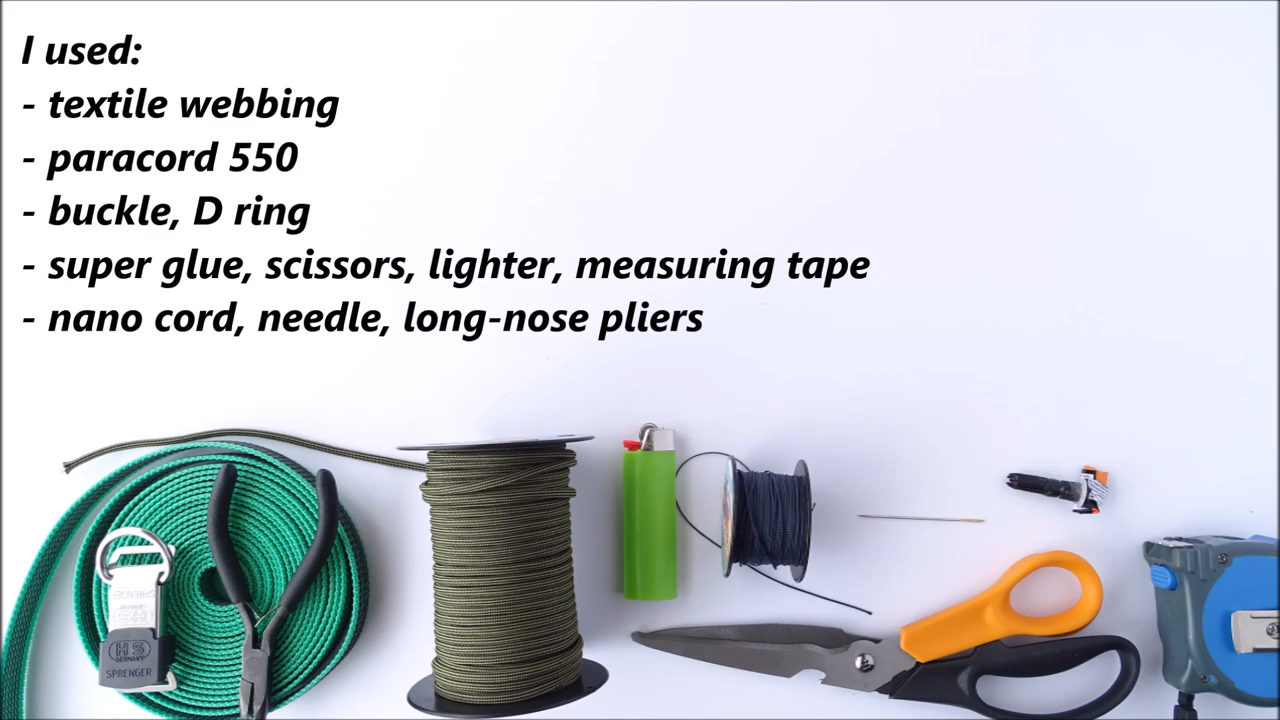 I used:
- textile webbing
- paracord 550
- buckle, D ring
- super glue, scissors, lighter, measuring tape
- nano cord, needle, long-nose pliers
SPRENGER
HS
GERMANY
SPRENGER